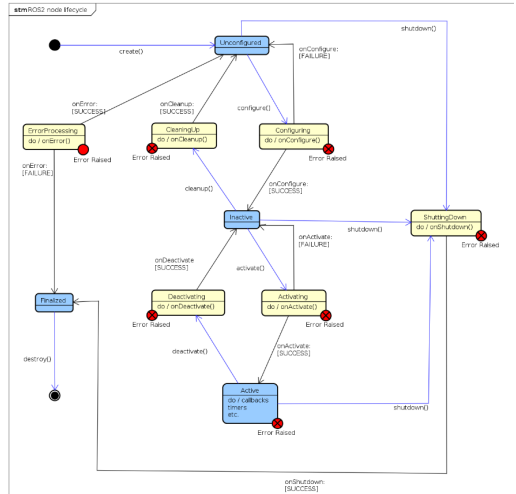 stm ROS2 node lifecycle
Unconfigured
shutdown()
create()
onConfigure:
[FAILURE]
onError:
[SUCCESS]
onCleanup:
[SUCCESS]
configure()
ErrorProcessing
do / onError()
CleaningUp
do / onCleanup()
Configuring
do / onConfigure()
Error Raised
Error Raised
Error Raised
onError:
[FAILURE]
onConfigure:
[SUCCESS]
cleanup()
Inactive
shutdown()
ShuttingDown
do / onShutdown()
Error Raised
onActivate:
[FAILURE]
onDeactivate
[SUCCESS]
activate()
Finalized
Deactivating
do / onDeactivate()
Activating
do / onActivate()
Error Raised
Error Raised
destroy()
deactivate()
onActivate:
[SUCCESS]
Active
do / callbacks
timers
etc.
shutdown()
Error Raised
onShutdown:
[SUCCESS]